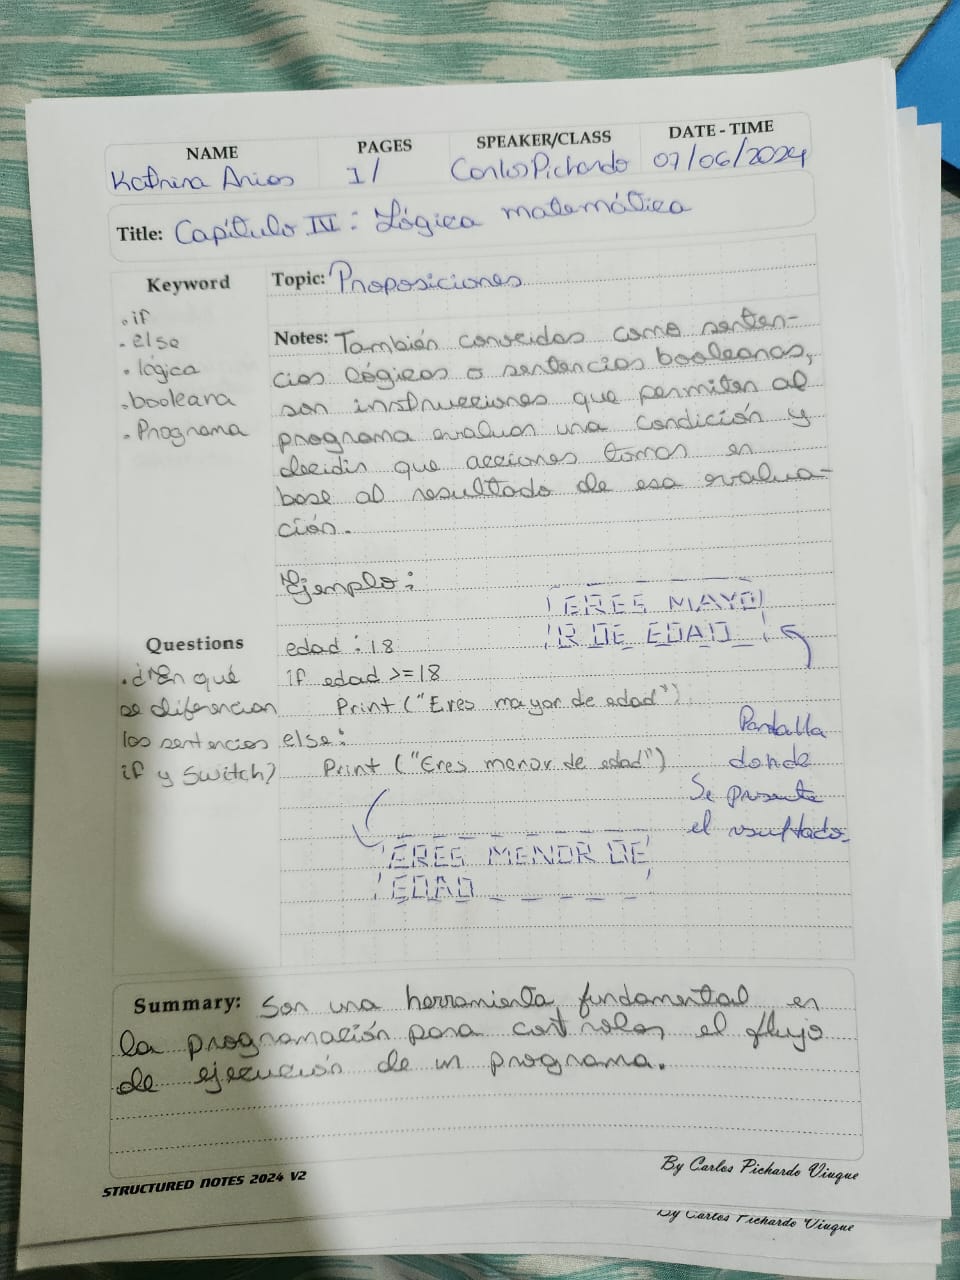 NAME PAGES SPEAKER/CLASS DATE - TIME
Katrina Arias 1/ Carlos Pichardo 07/06/2024
Title: Capítulo IV: Lógica matemática
Keyword
. if
. else
. lógica
. booleana
. Programa
Topic: Proposiciones
Notes: También conocidas como senten-
cias lógicas o sentencias booleanas,
son instrucciones que permiten al
programa evaluar una condición y
decidir que acciones tomar en
base al resultado de esa evalua-
ción.
Ejemplo:
ERES MAYO
R DE EDAD
Questions
. ¿En qué
se diferencian
las sentencias
if y switch?
edad : 18
if edad >=18
Print ("Eres mayor de edad")
else:
Print ("Eres menor de edad")
Pantalla
donde
Se presenta
el resultado.
ERES MENOR DE
EDAD
Summary: Son una herramienta fundamental en
la programación para controlar el flujo
de ejecución de un programa.
STRUCTURED NOTES 2024 V2
By Carlos Pichardo Viuque
By Carlos Pichardo Viuque